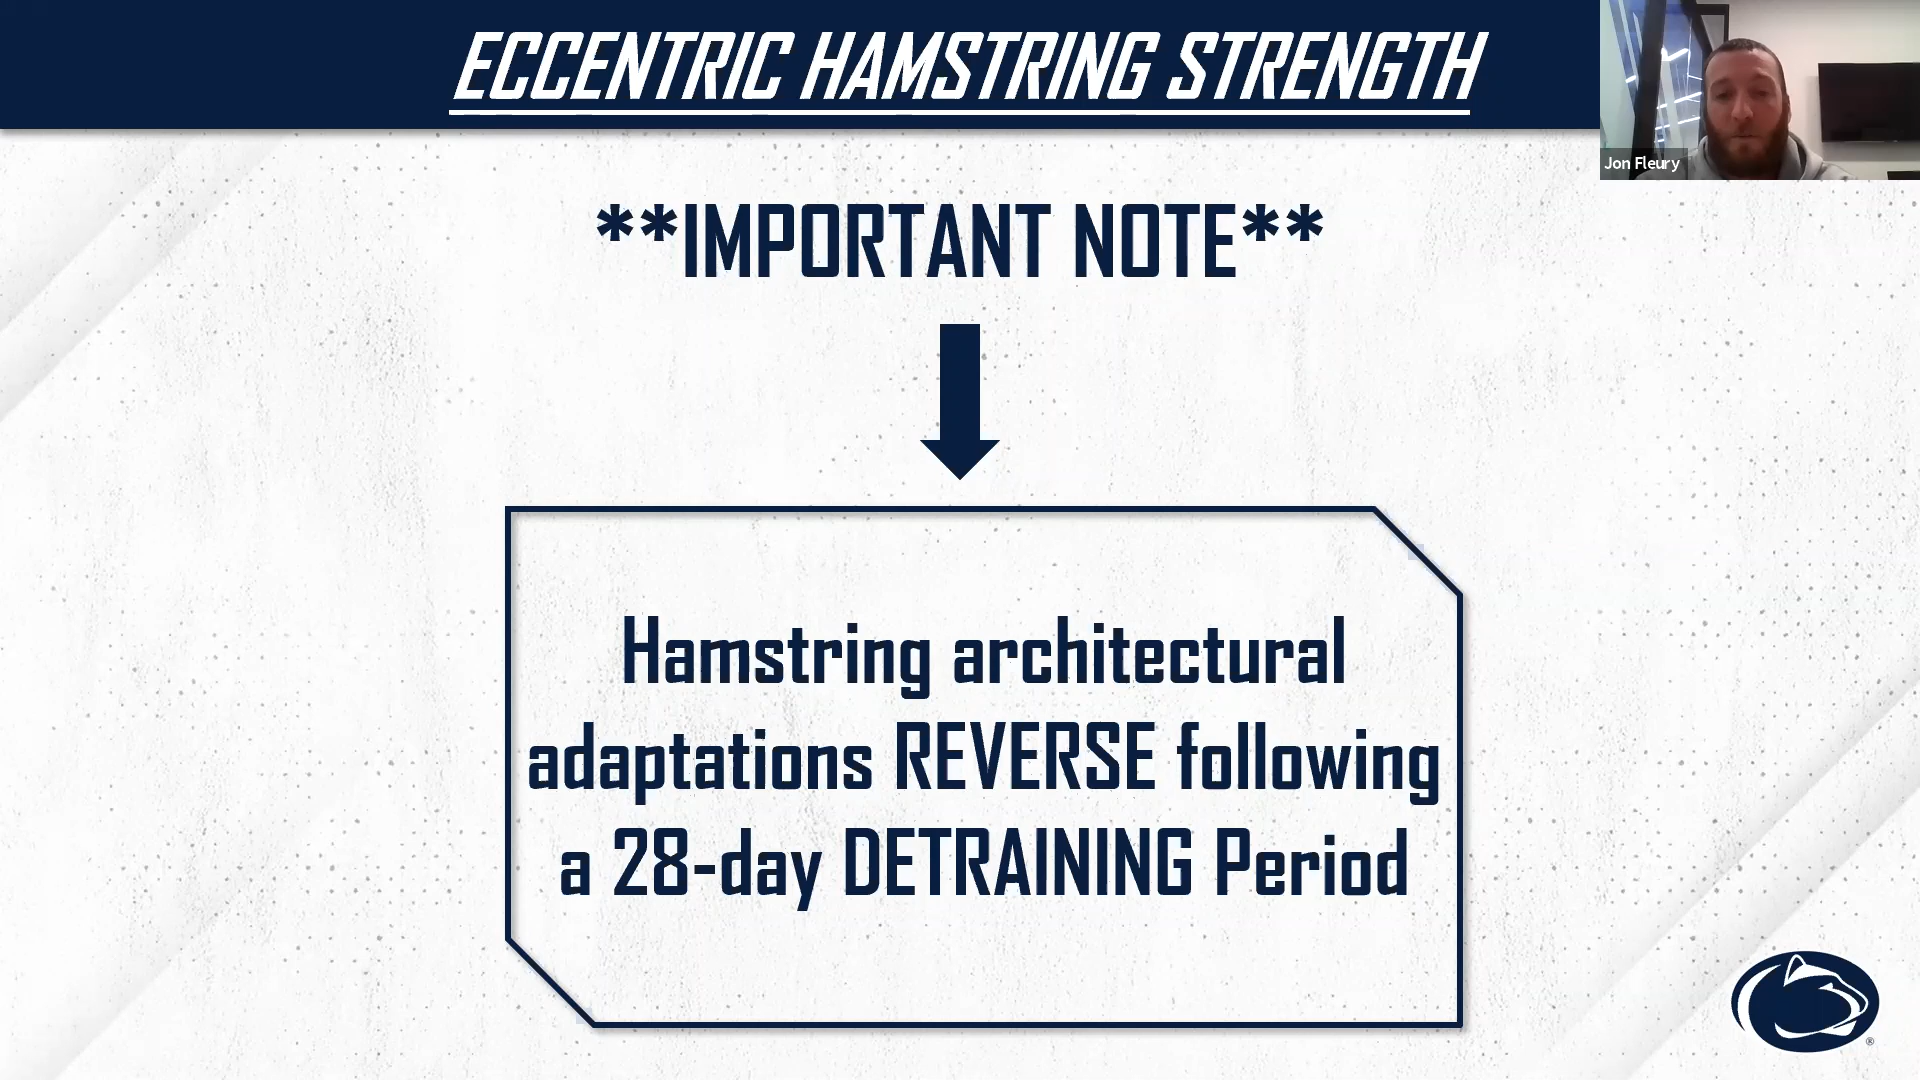 ECCENTRIC HAMSTRING STRENGTH
Jon Fleury
**IMPORTANT NOTE**
Hamstring architectural
adaptations REVERSE following
a 28-day DETRAINING Period
®